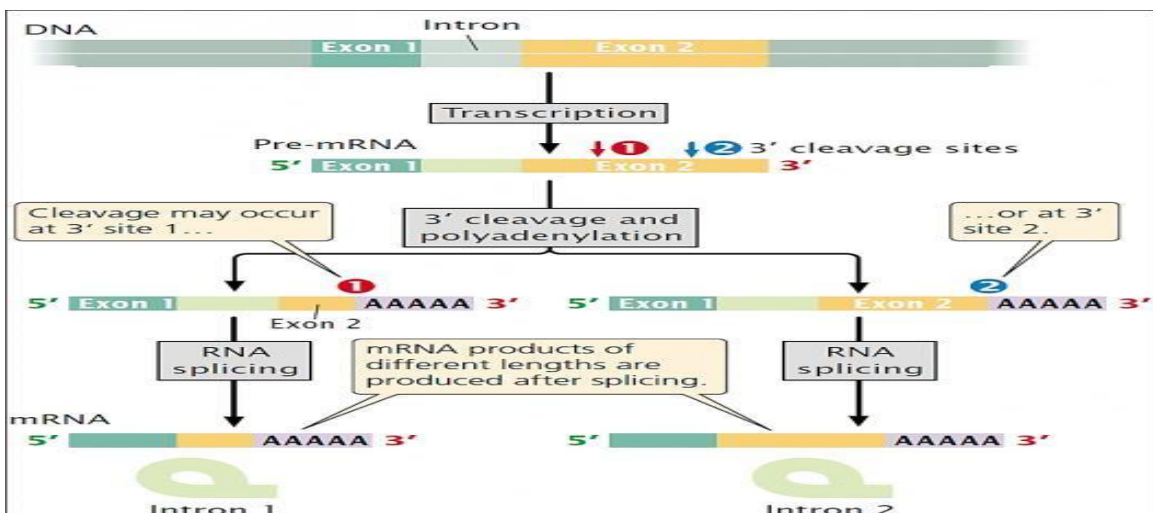 DNA
Intron
Exon 1
Exon 2
Transcription
Pre-mRNA
1
2
3′ cleavage sites
5′
Exon 1
Exon 2
3′
Cleavage may occur
at 3′ site 1…
3′ cleavage and
polyadenylation
…or at 3′
site 2.
1
2
5′
Exon 1
AAAAA
3′
5′
Exon 1
Exon 2
AAAAA
3′
Exon 2
RNA
splicing
mRNA products of
different lengths are
produced after splicing.
RNA
splicing
mRNA
5′
AAAAA
3′
5′
AAAAA
3′
Intron 1
Intron 2